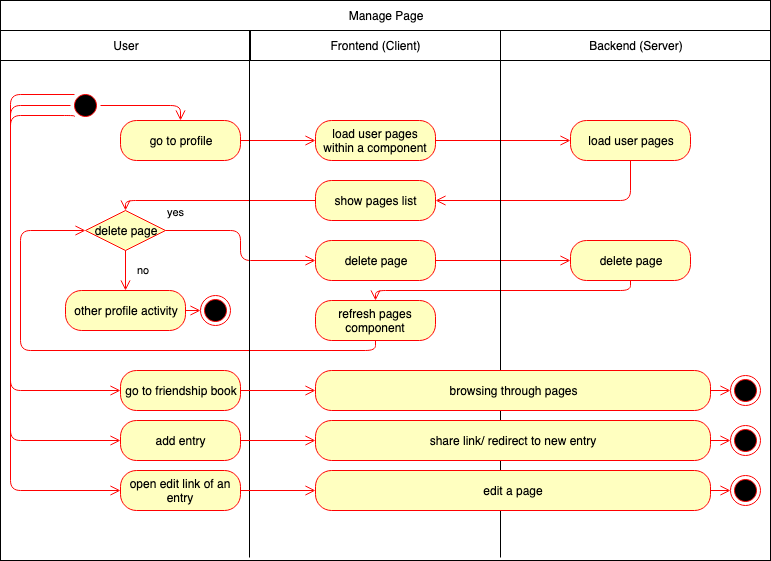 Manage Page
User
Frontend (Client)
Backend (Server)
go to profile
load user pages
within a component
load user pages
show pages list
yes
delete page
delete page
delete page
no
other profile activity
refresh pages
component
go to friendship book
browsing through pages
add entry
share link/ redirect to new entry
open edit link of an
entry
edit a page